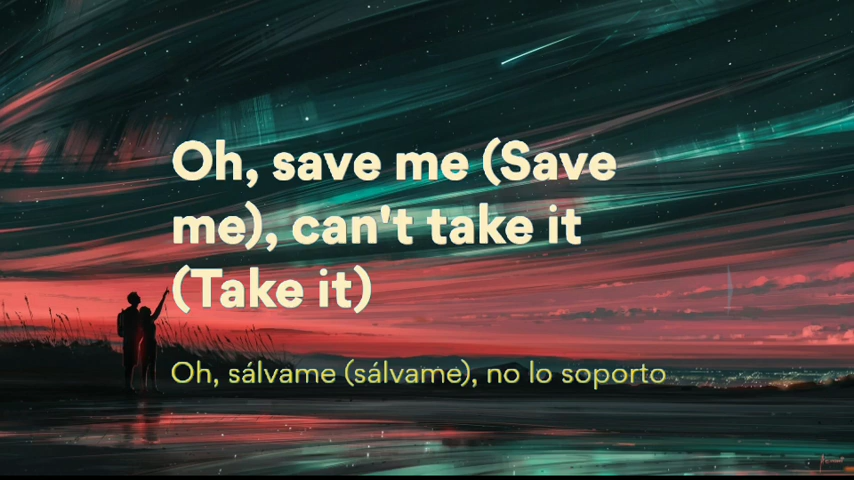 Oh, save me (Save
me), can't take it
(Take it)
Oh, sálvame (sálvame), no lo soporto